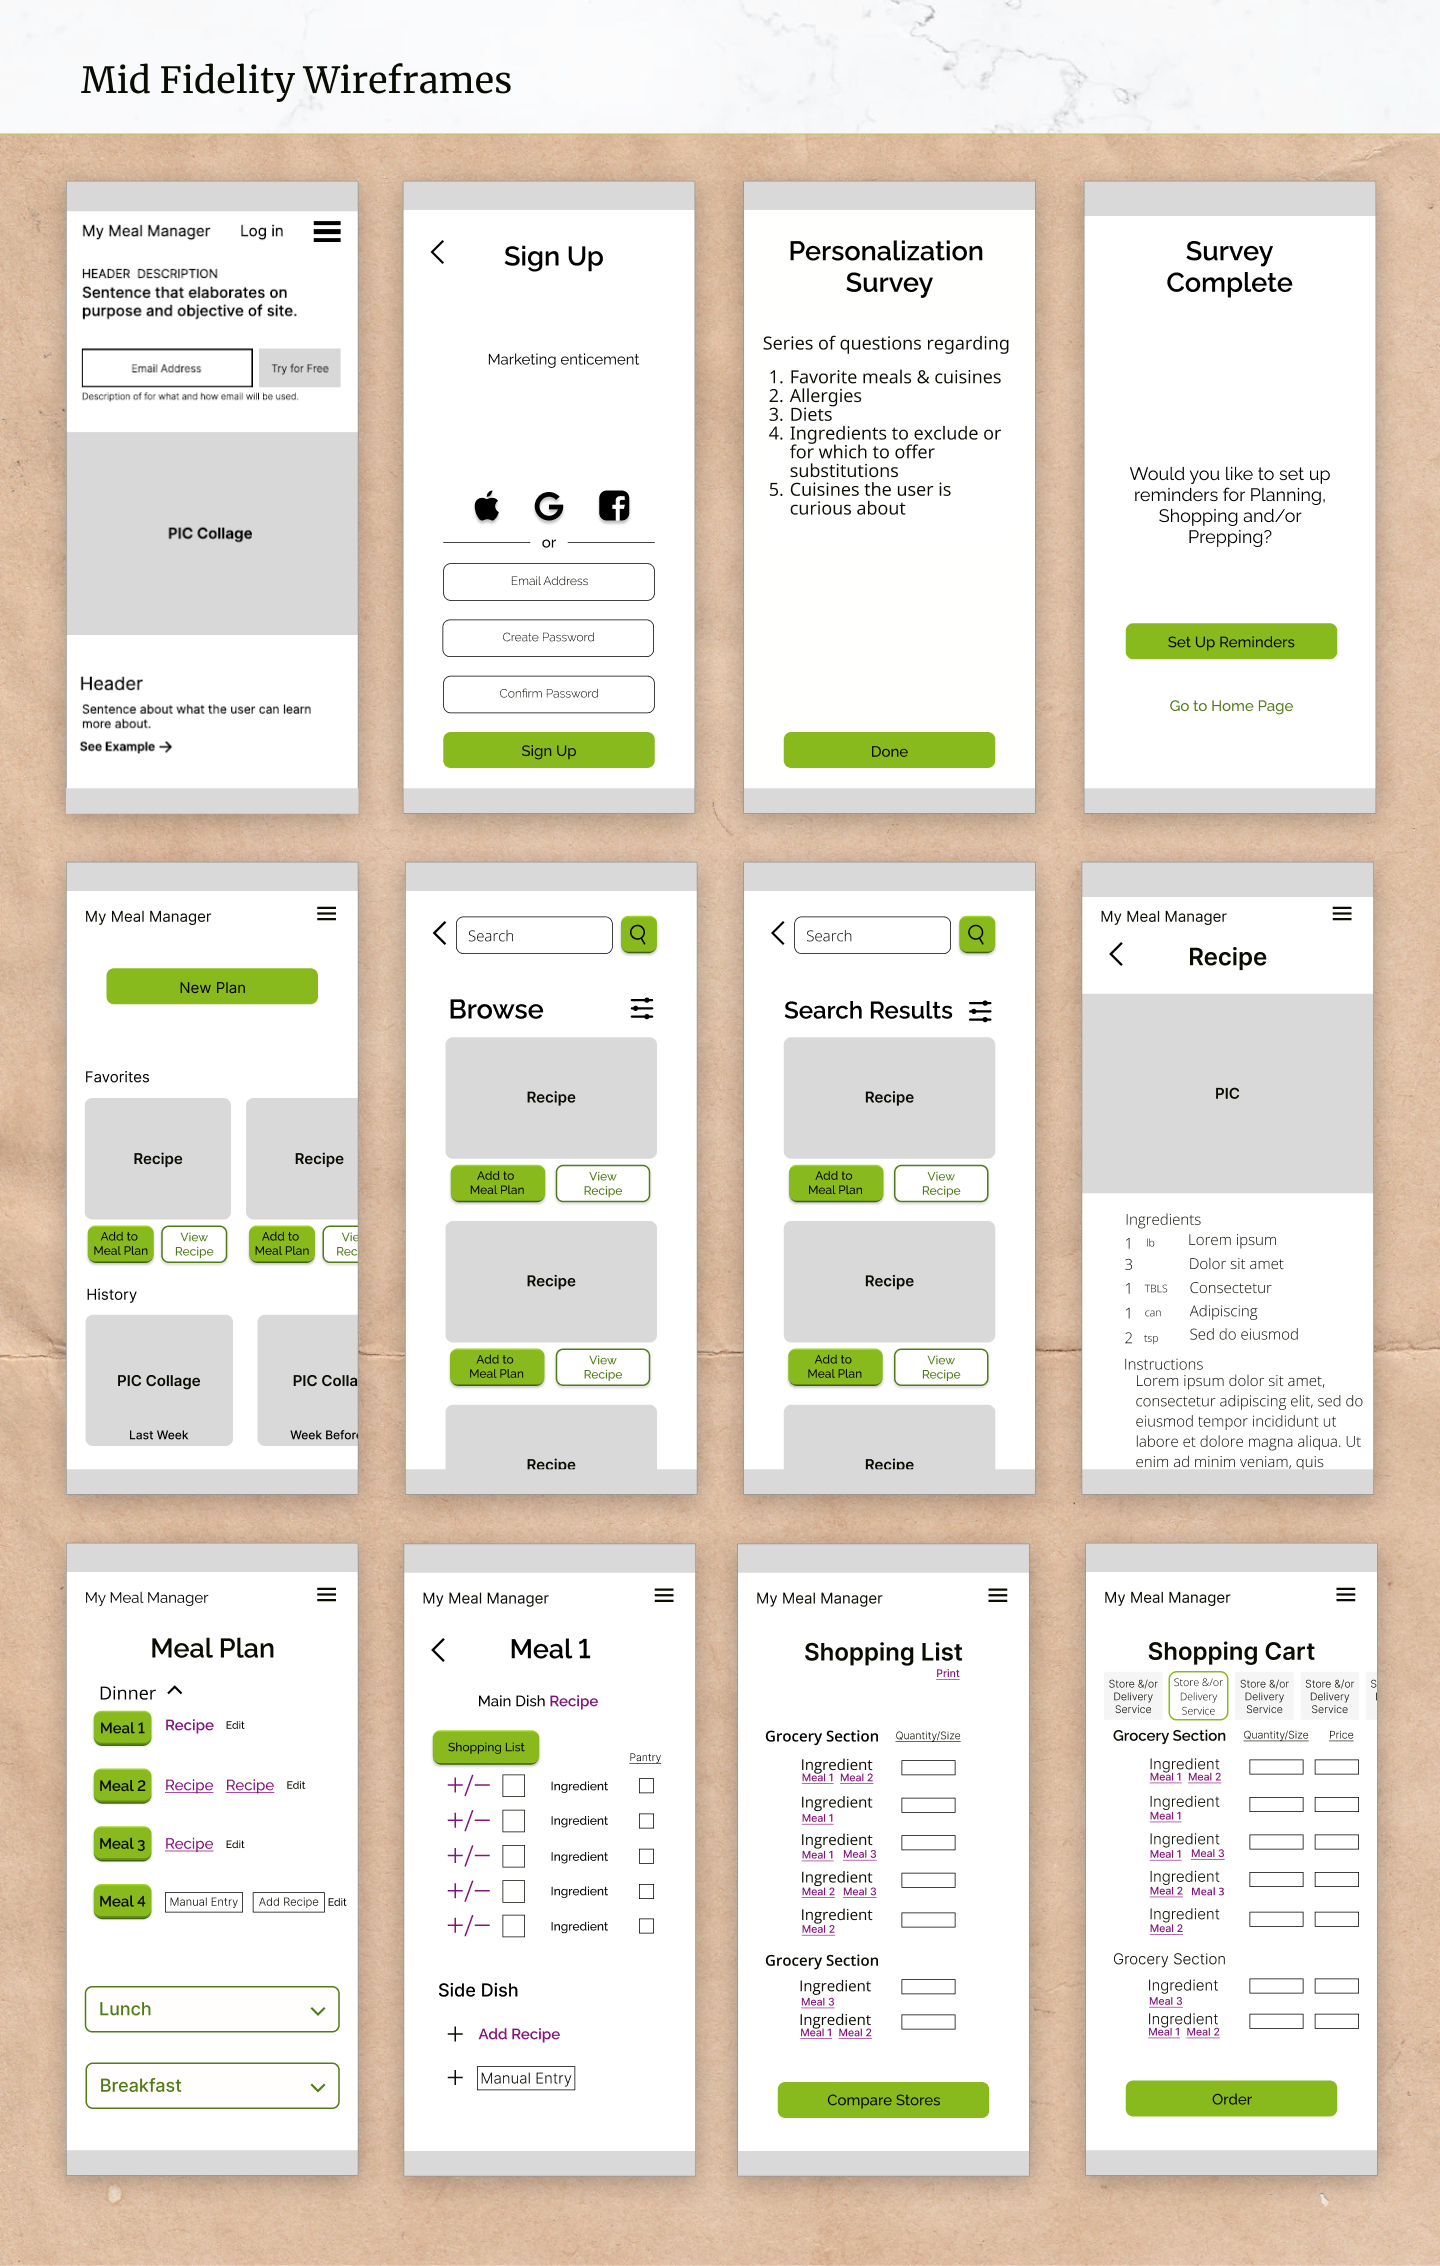 Mid Fidelity Wireframes
My Meal Manager Log in
HEADER DESCRIPTION
Sentence that elaborates on
purpose and objective of site.
Email Address
Try for Free
Description of for what and how email will be used.
PIC Collage
Header
Sentence about what the user can learn
more about.
See Example →
Sign Up
Marketing enticement
or
Email Address
Create Password
Confirm Password
Sign Up
Personalization
Survey
Series of questions regarding
1. Favorite meals & cuisines
2. Allergies
3. Diets
4. Ingredients to exclude or
for which to offer
substitutions
5. Cuisines the user is
curious about
Done
Survey
Complete
Would you like to set up
reminders for Planning,
Shopping and/or
Prepping?
Set Up Reminders
Go to Home Page
My Meal Manager
New Plan
Favorites
Recipe
Recipe
Add to
Meal Plan
View
Recipe
Add to
Meal Plan
Vie
Rec
History
PIC Collage
Last Week
PIC Colla
Week Before
Search
Browse
Recipe
Add to
Meal Plan
View
Recipe
Recipe
Add to
Meal Plan
View
Recipe
Recipe
Search
Search Results
Recipe
Add to
Meal Plan
View
Recipe
Recipe
Add to
Meal Plan
View
Recipe
Recipe
My Meal Manager
Recipe
PIC
Ingredients
1 lb Lorem ipsum
3 Dolor sit amet
1 TBLS Consectetur
1 can Adipiscing
2 tsp Sed do eiusmod
Instructions
Lorem ipsum dolor sit amet,
consectetur adipiscing elit, sed do
eiusmod tempor incididunt ut
labore et dolore magna aliqua. Ut
enim ad minim veniam, quis
My Meal Manager
Meal Plan
Dinner
Meal 1 Recipe Edit
Meal 2 Recipe Recipe Edit
Meal 3 Recipe Edit
Meal 4 Manual Entry Add Recipe Edit
Lunch
Breakfast
My Meal Manager
Meal 1
Main Dish Recipe
Shopping List
Pantry
+/− Ingredient
+/− Ingredient
+/− Ingredient
+/− Ingredient
+/− Ingredient
Side Dish
+ Add Recipe
+ Manual Entry
My Meal Manager
Shopping List
Print
Grocery Section Quantity/Size
Ingredient
Meal 1 Meal 2
Ingredient
Meal 1
Ingredient
Meal 1 Meal 3
Ingredient
Meal 2 Meal 3
Ingredient
Meal 2
Grocery Section
Ingredient
Meal 3
Ingredient
Meal 1 Meal 2
Compare Stores
My Meal Manager
Shopping Cart
Store &/or
Delivery
Service
Store &/or
Delivery
Service
Store &/or
Delivery
Service
Store &/or
Delivery
Service
Grocery Section Quantity/Size Price
Ingredient
Meal 1 Meal 2
Ingredient
Meal 1
Ingredient
Meal 1 Meal 3
Ingredient
Meal 2 Meal 3
Ingredient
Meal 2
Grocery Section
Ingredient
Meal 3
Ingredient
Meal 1 Meal 2
Order